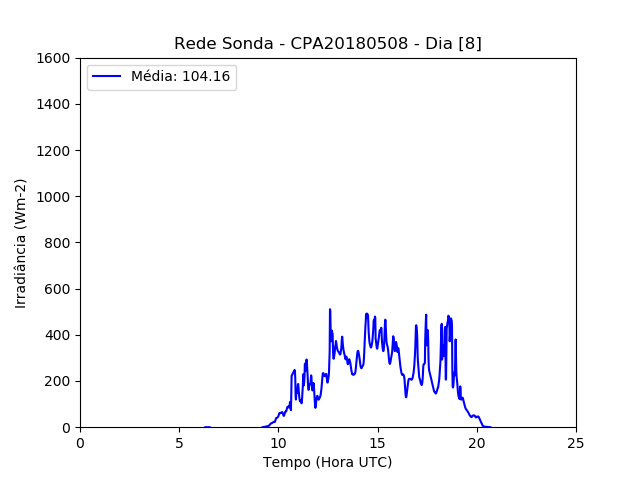 Rede Sonda - CPA20180508 - Dia [8]
Média: 104.16
Irradiância (Wm-2)
1600
1400
1200
1000
800
600
400
200
0
0 5 10 15 20 25
Tempo (Hora UTC)